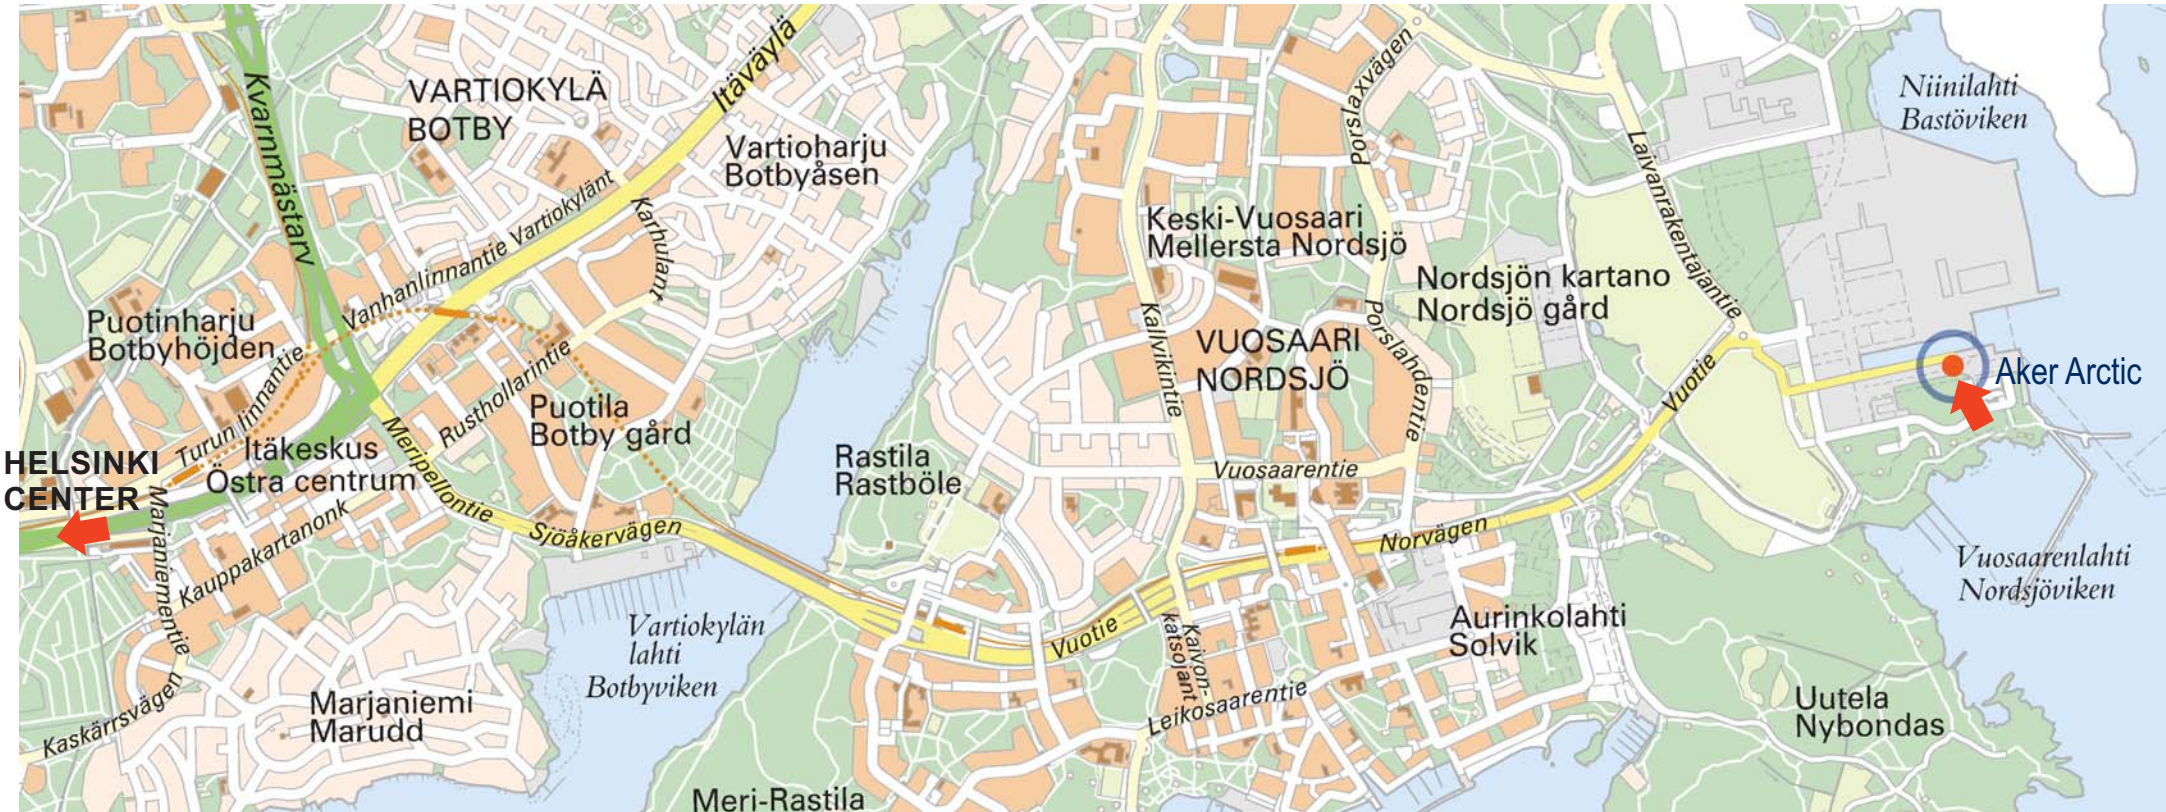 Kvarnmästarv
VARTIOKYLÄ
BOTBY
Itäväylä
Vartioharju
Botbyåsen
Vanhanlinnantie
Vartiokylänt
Karhulant
Puotinharju
Botbyhöjden
Turun linnantie
Itäkeskus
Östra centrum
HELSINKI
CENTER
Marjaniementie
Kauppakartanonk
Kaskärrsvägen
Marjaniemi
Marudd
Meripellontie
Rusthollarintie
Puotila
Botby gård
Sjöåkervägen
Vartiokylän
lahti
Botbyviken
Rastila
Rastböle
Meri-Rastila
Vuotie
Kallvikintie
Keski-Vuosaari
Mellersta Nordsjö
Porslaxvägen
VUOSAARI
NORDSJÖ
Porslahdentie
Vuosaarentie
Norvägen
Kaivon-
katsojant
Leikosaarentie
Aurinkolahti
Solvik
Nordsjön kartano
Nordsjö gård
Laivanrakentajantie
Vuotie
Niinilahti
Bastöviken
Aker Arctic
Vuosaarenlahti
Nordsjöviken
Uutela
Nybondas